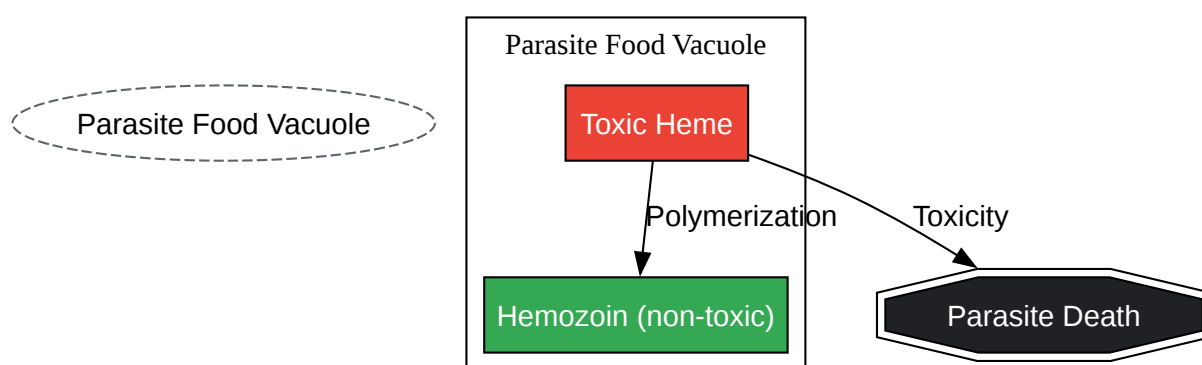 Parasite Food Vacuole
Parasite Food Vacuole
Toxic Heme
Polymerization
Toxicity
Hemozoin (non-toxic)
Parasite Death